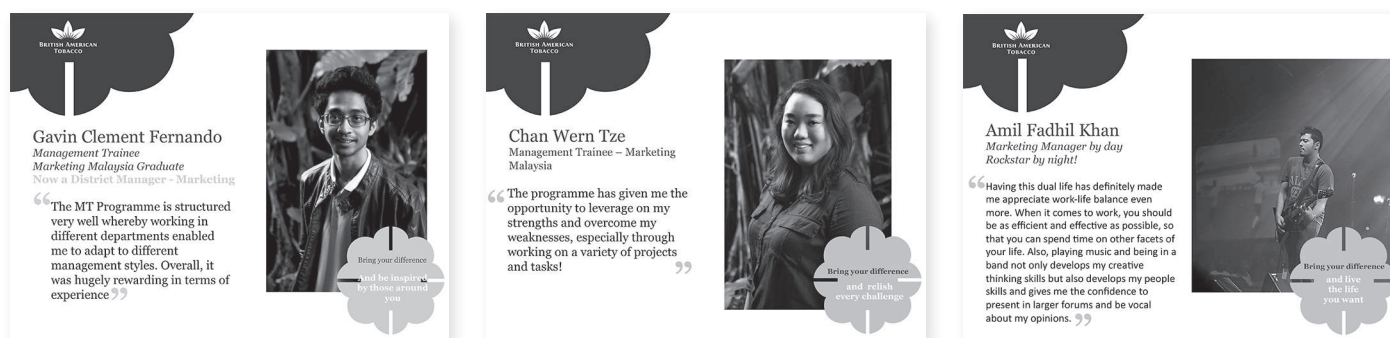 BRITISH AMERICAN
TOBACCO
Gavin Clement Fernando
Management Trainee
Marketing Malaysia Graduate
Now a District Manager - Marketing
“The MT Programme is structured
very well whereby working in
different departments enabled
me to adapt to different
management styles. Overall, it
was hugely rewarding in terms of
experience”
Bring your difference
And be inspired
by those around
you
BRITISH AMERICAN
TOBACCO
Chan Wern Tze
Management Trainee – Marketing
Malaysia
“The programme has given me the
opportunity to leverage on my
strengths and overcome my
weaknesses, especially through
working on a variety of projects
and tasks!”
Bring your difference
and relish
every challenge
BRITISH AMERICAN
TOBACCO
Amil Fadhil Khan
Marketing Manager by day
Rockstar by night!
“Having this dual life has definitely made
me appreciate work-life balance even
more. When it comes to work, you should
be as efficient and effective as possible, so
that you can spend time on other facets of
your life. Also, playing music and being in a
band not only develops my creative
thinking skills but also develops my people
skills and gives me the confidence to
present in larger forums and be vocal
about my opinions.”
Bring your difference
and live
the life
you want